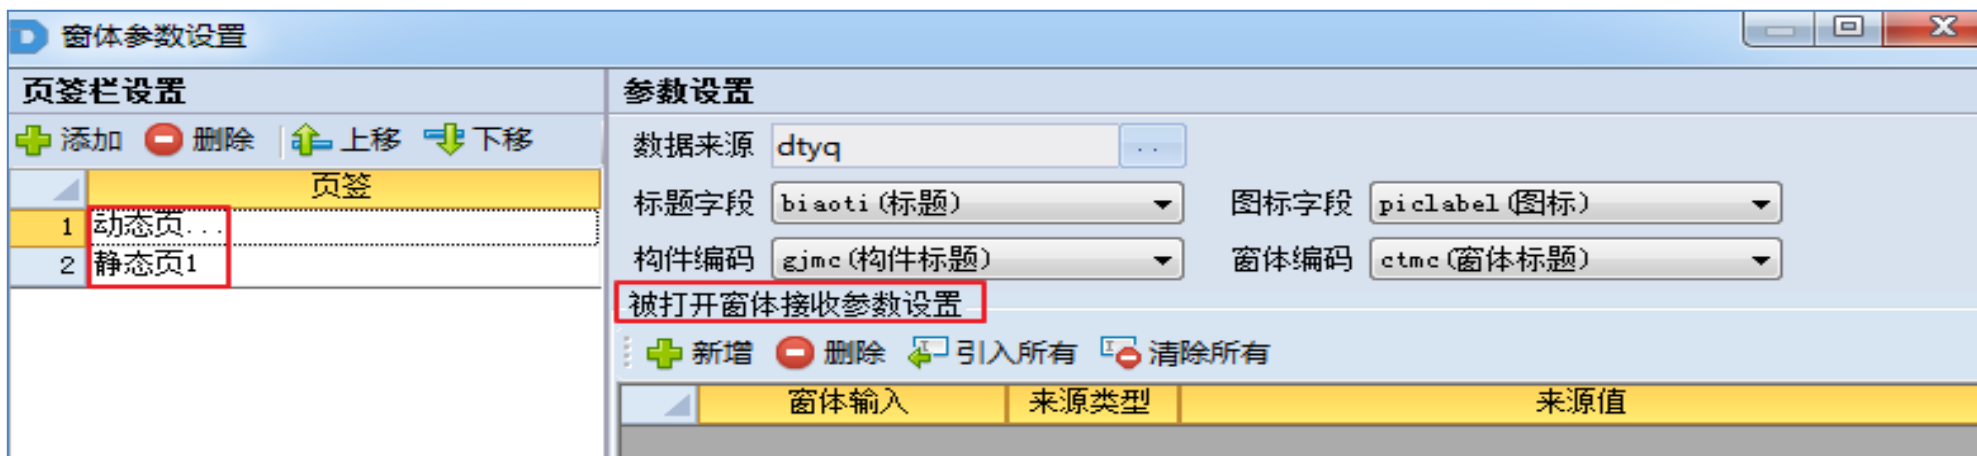 窗体参数设置
页签栏设置
添加 删除 上移 下移
页签
1 动态页...
2 静态页1
参数设置
数据来源 dtyq ..
标题字段 biaoti(标题) 图标字段 piclabel(图标)
构件编码 gjmc(构件标题) 窗体编码 ctmc(窗体标题)
被打开窗体接收参数设置
新增 删除 引入所有 清除所有
窗体输入 来源类型 来源值